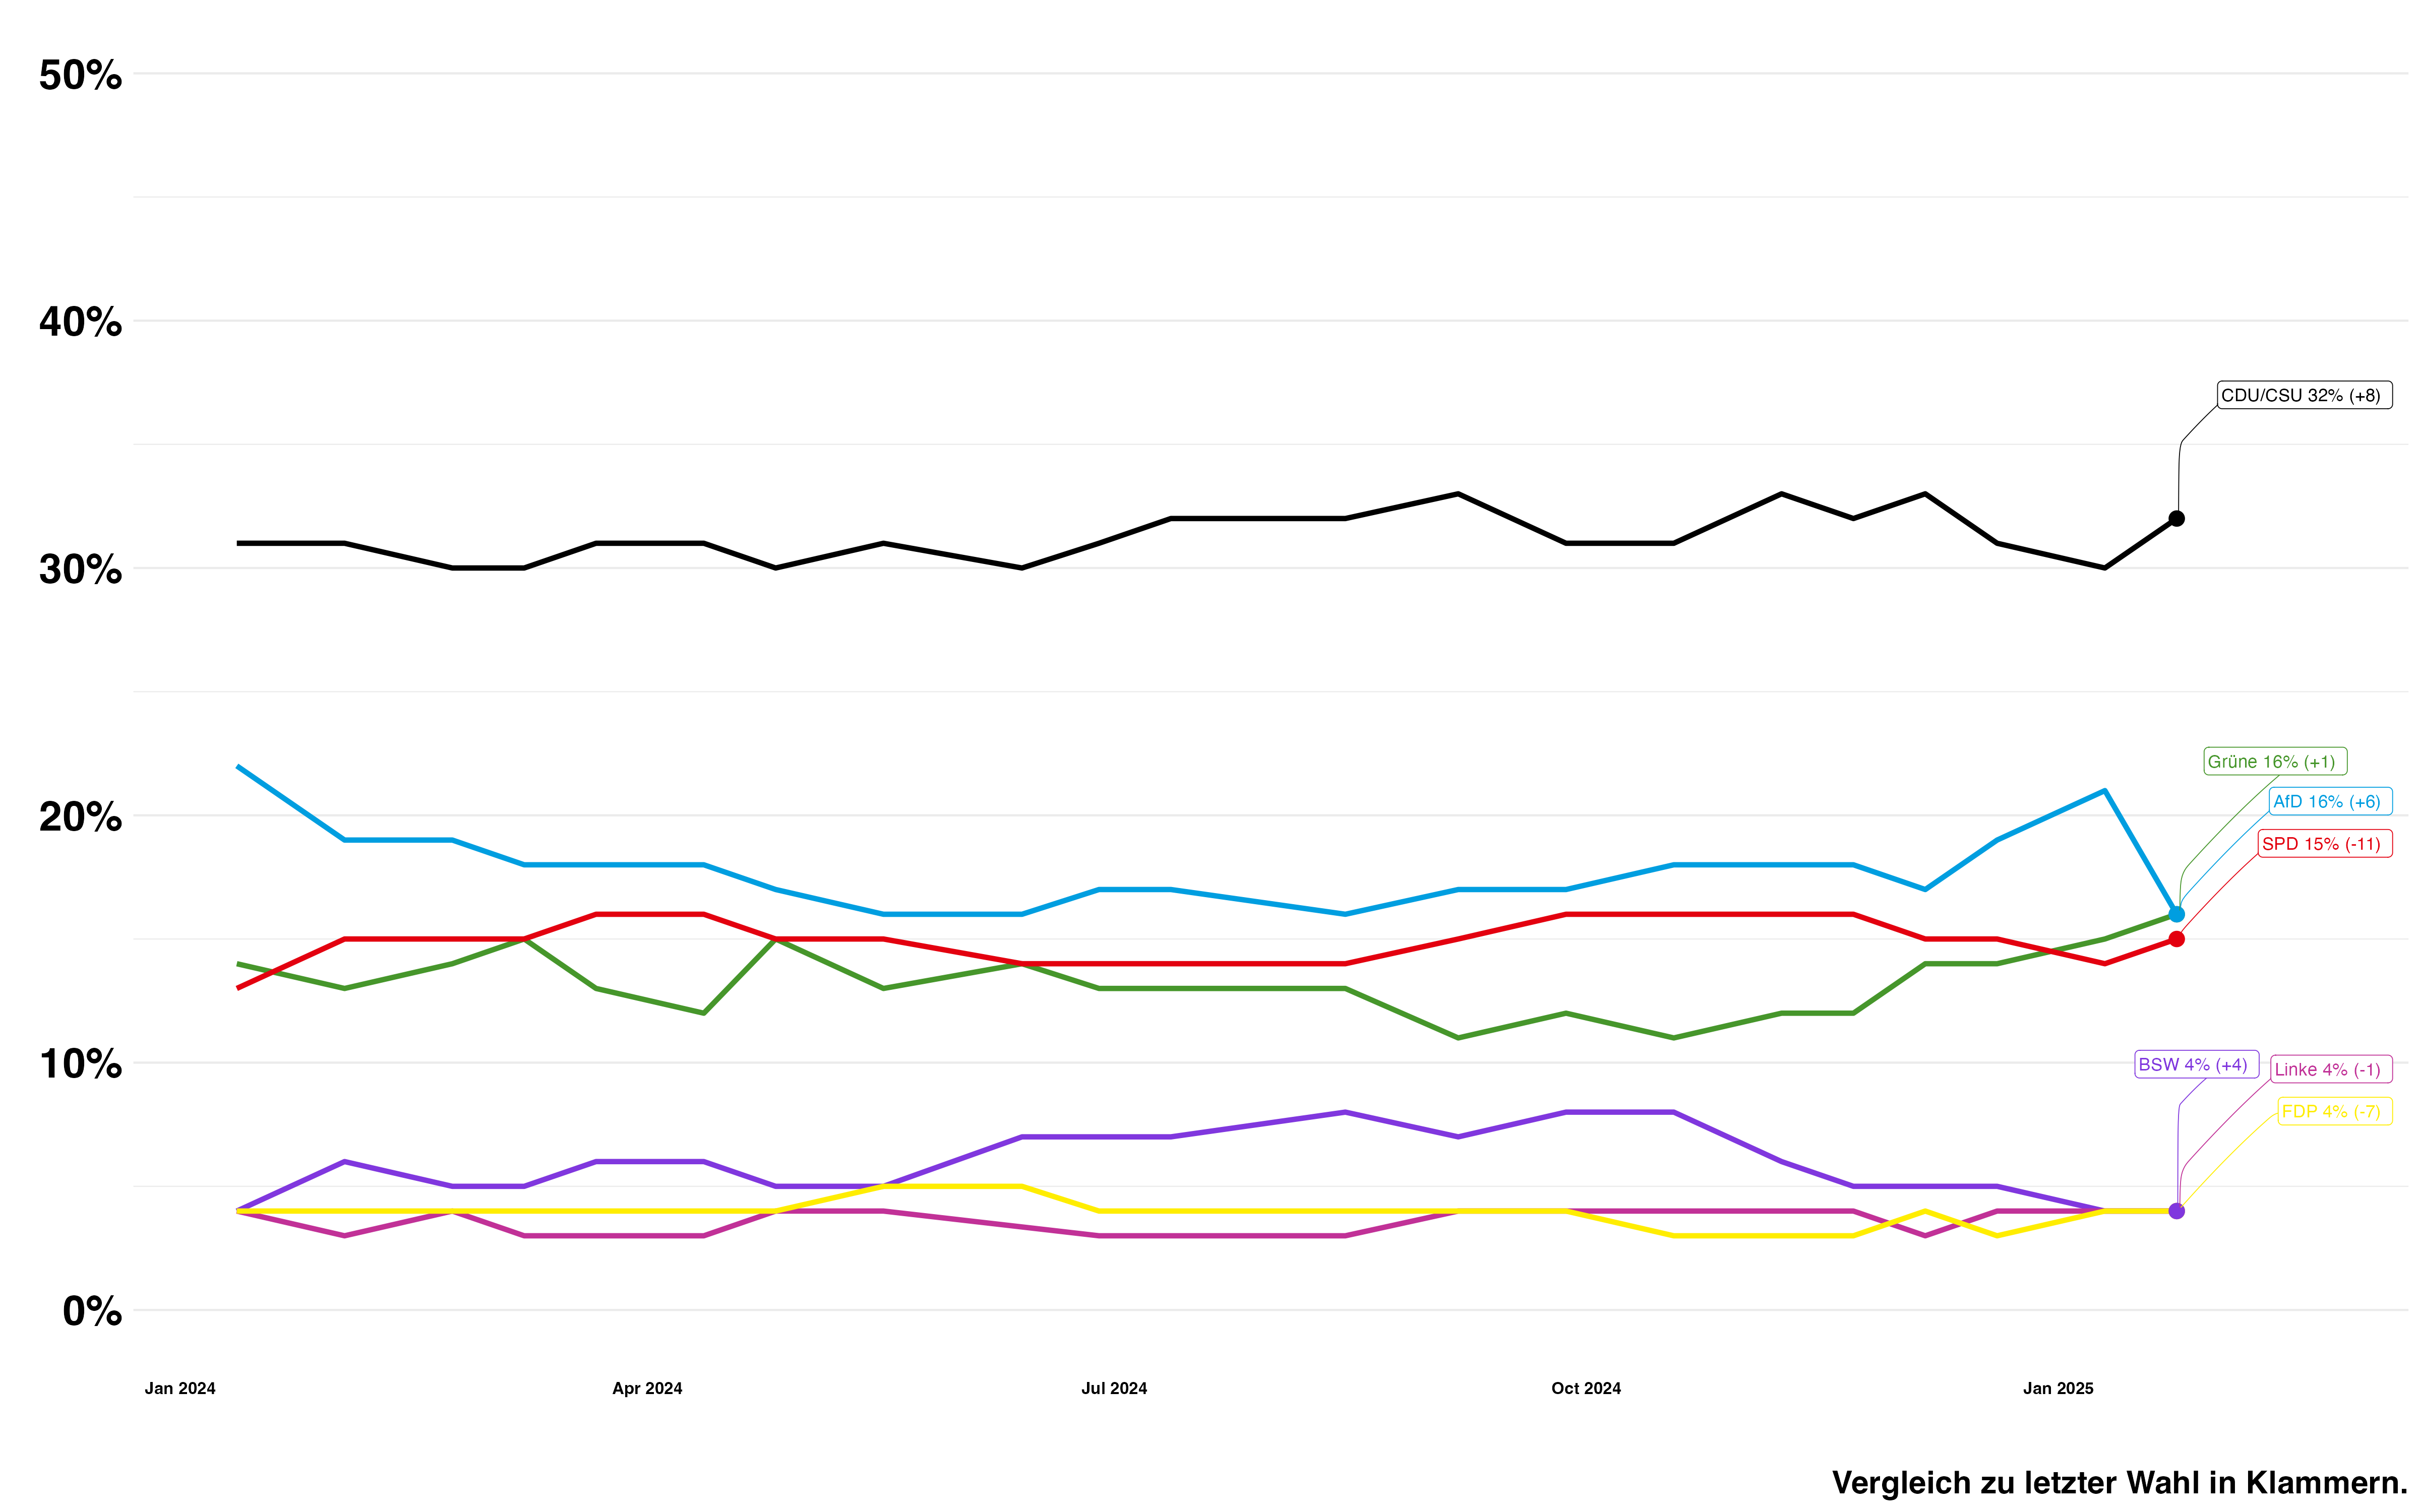 50%
40%
CDU/CSU 32% (+8)
30%
Grüne 16% (+1)
AfD 16% (+6)
20%
SPD 15% (-11)
10%
BSW 4% (+4)
Linke 4% (-1)
FDP 4% (-7)
0%
Jan 2024 Apr 2024 Jul 2024 Oct 2024 Jan 2025
Vergleich zu letzter Wahl in Klammern.